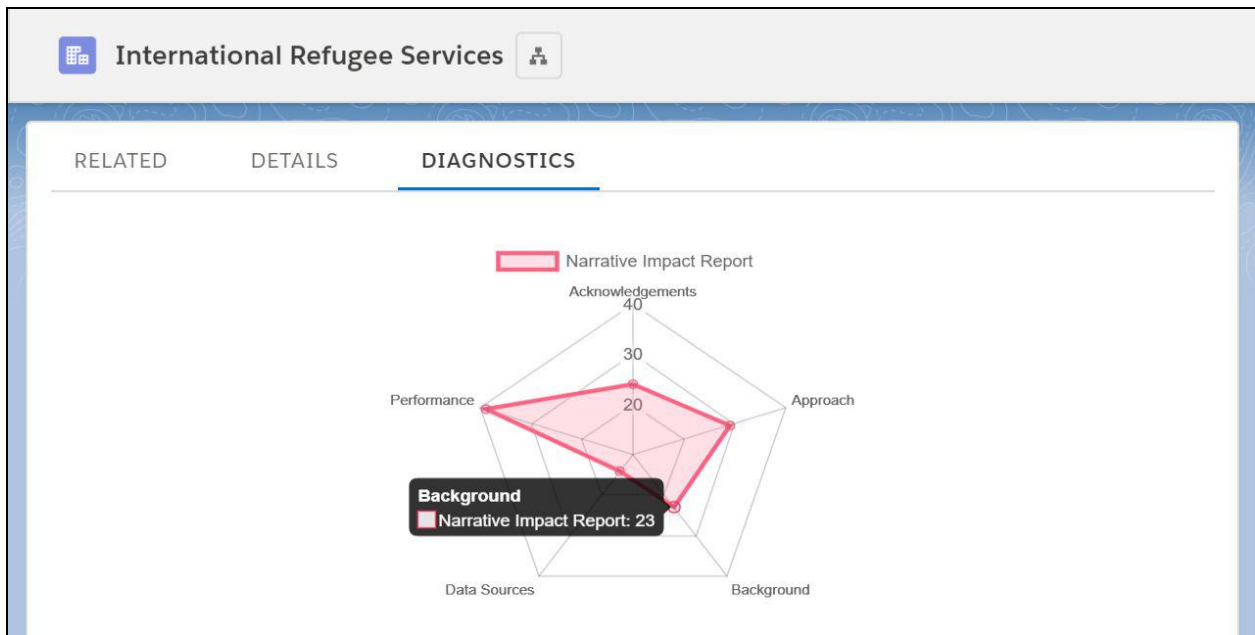 International Refugee Services
RELATED DETAILS DIAGNOSTICS
Narrative Impact Report
Acknowledgements
40
30
Performance
20
Approach
Background
Narrative Impact Report: 23
Data Sources
Background